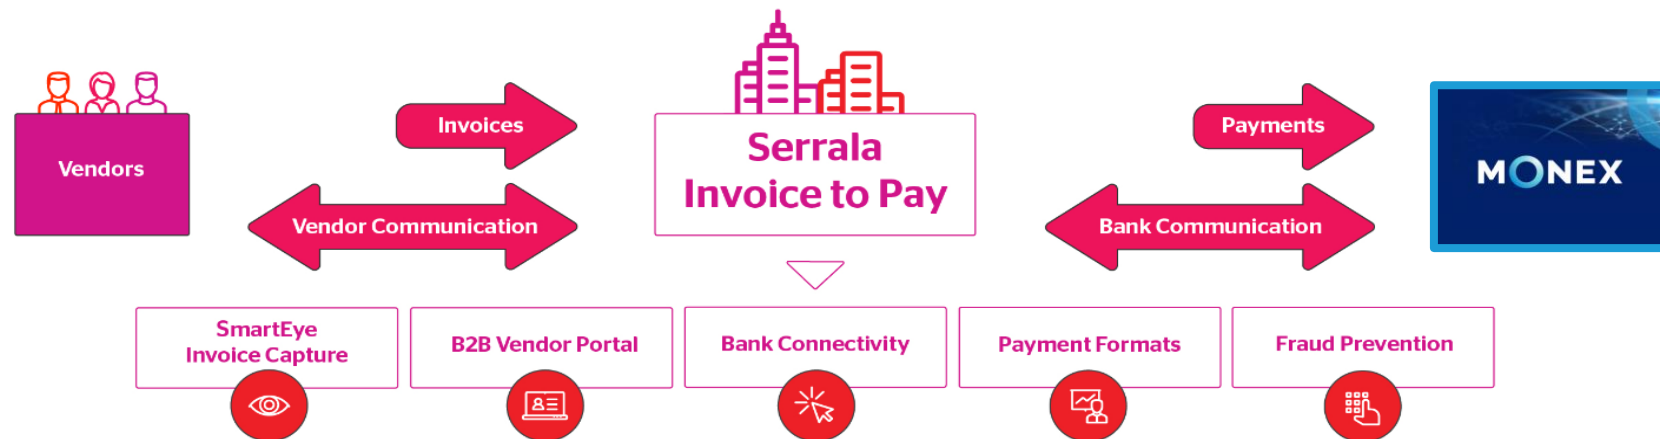 Vendors
Invoices
Vendor Communication
Serrala
Invoice to Pay
Payments
Bank Communication
MONEX
SmartEye
Invoice Capture
B2B Vendor Portal
Bank Connectivity
Payment Formats
Fraud Prevention